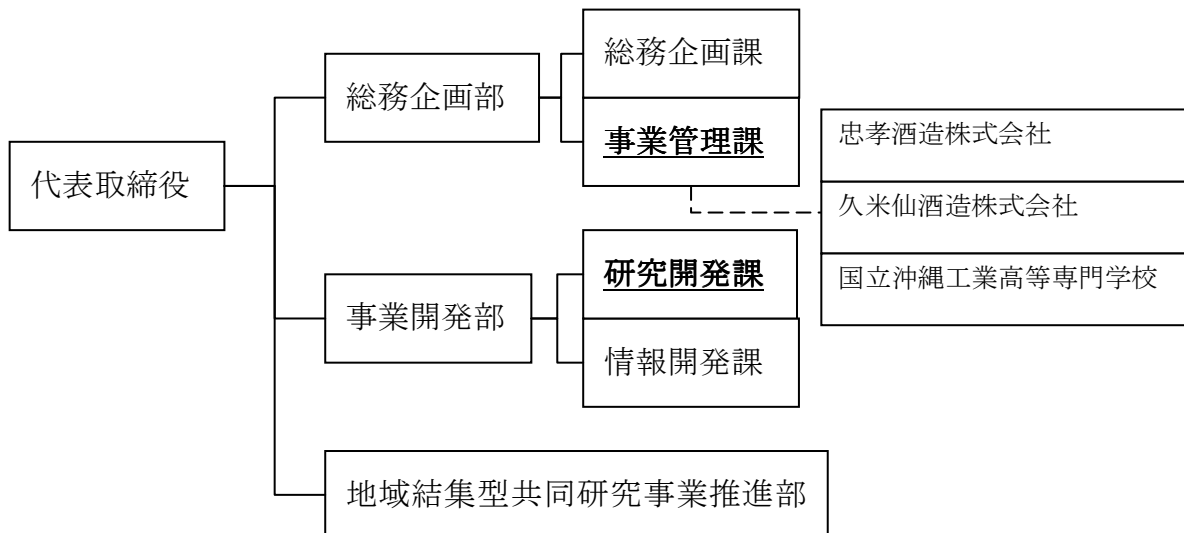 代表取締役
総務企画部
総務企画課
事業管理課
忠孝酒造株式会社
久米仙酒造株式会社
国立沖縄工業高等専門学校
事業開発部
研究開発課
情報開発課
地域結集型共同研究事業推進部